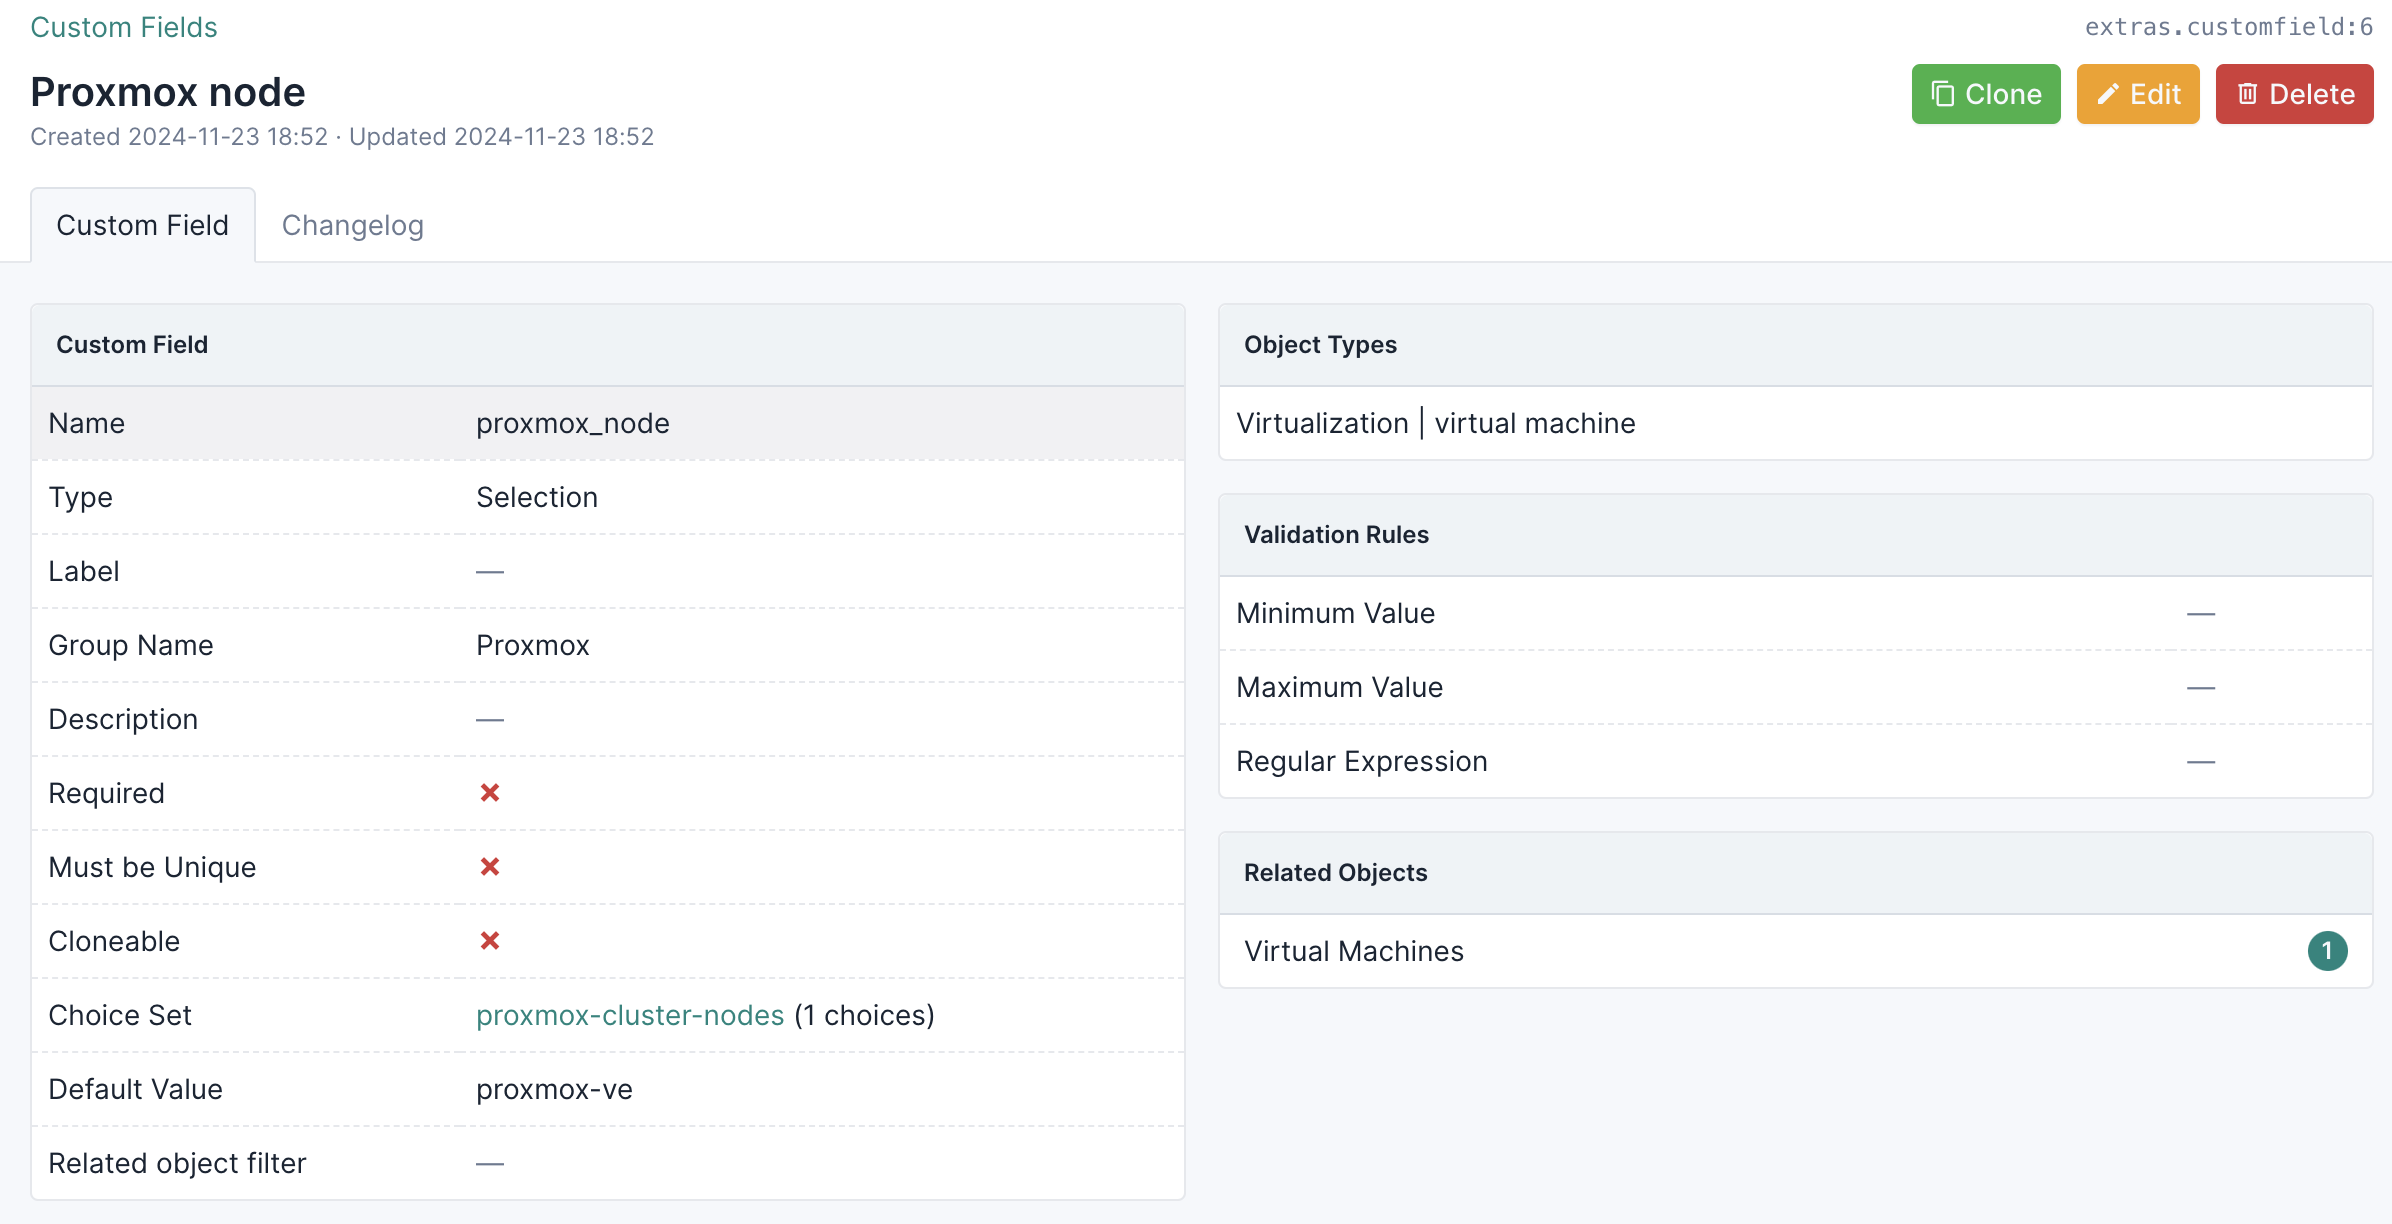 Custom Fields
extras.customfield:6
Proxmox node
Created 2024-11-23 18:52 · Updated 2024-11-23 18:52
Clone
Edit
Delete
Custom Field
Changelog
Custom Field
Name proxmox_node
Type Selection
Label —
Group Name Proxmox
Description —
Required ✖
Must be Unique ✖
Cloneable ✖
Choice Set proxmox-cluster-nodes (1 choices)
Default Value proxmox-ve
Related object filter —
Object Types
Virtualization | virtual machine
Validation Rules
Minimum Value —
Maximum Value —
Regular Expression —
Related Objects
Virtual Machines 1